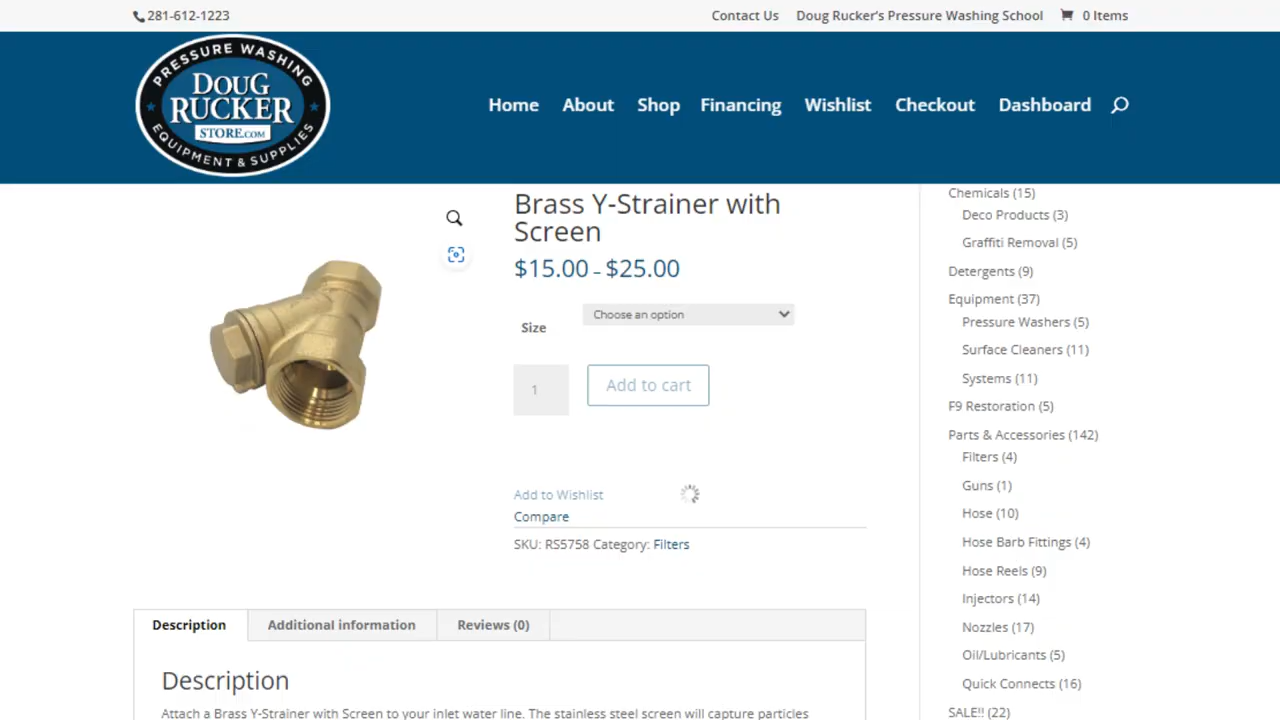 281-612-1223
Contact Us
Doug Rucker's Pressure Washing School
0 Items
PRESSURE WASHING
DOUG
RUCKER
STORE.COM
EQUIPMENT & SUPPLIES
Home
About
Shop
Financing
Wishlist
Checkout
Dashboard
Brass Y-Strainer with
Screen
$15.00 – $25.00
Size
Choose an option
1
Add to cart
Add to Wishlist
Compare
SKU: RS5758 Category: Filters
Description
Additional information
Reviews (0)
Description
Attach a Brass Y-Strainer with Screen to your inlet water line. The stainless steel screen will capture particles
Chemicals (15)
Deco Products (3)
Graffiti Removal (5)
Detergents (9)
Equipment (37)
Pressure Washers (5)
Surface Cleaners (11)
Systems (11)
F9 Restoration (5)
Parts & Accessories (142)
Filters (4)
Guns (1)
Hose (10)
Hose Barb Fittings (4)
Hose Reels (9)
Injectors (14)
Nozzles (17)
Oil/Lubricants (5)
Quick Connects (16)
SALE!! (22)